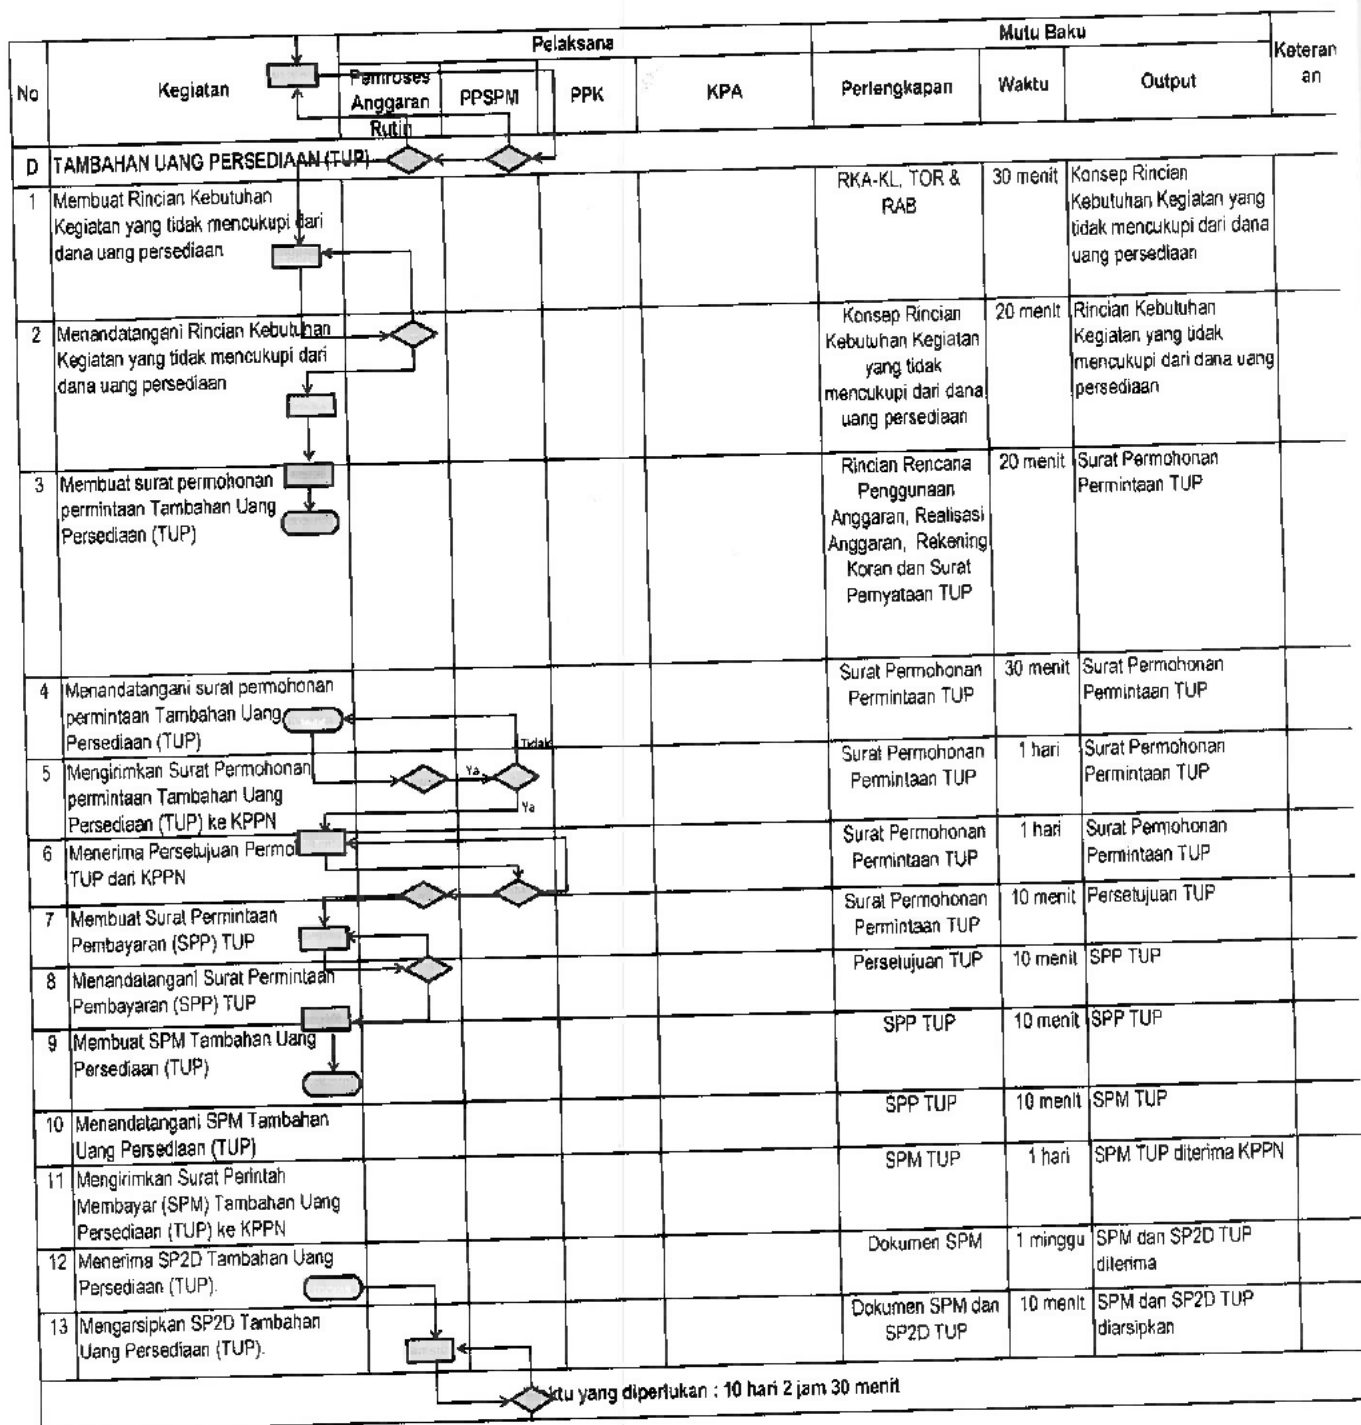 No
Kegiatan
Pelaksana
Mutu Baku
Keteran
an
Pemroses
Anggaran
Rutin
PPSPM
PPK
KPA
Perlengkapan
Waktu
Output
D TAMBAHAN UANG PERSEDIAAN (TUP)
1 Membuat Rincian Kebutuhan
Kegiatan yang tidak mencukupi dari
dana uang persediaan
RKA-KL, TOR &
RAB
30 menit
Konsep Rincian
Kebutuhan Kegiatan yang
tidak mencukupi dari dana
uang persediaan
2 Menandatangani Rincian Kebutuhan
Kegiatan yang tidak mencukupi dari
dana uang persediaan
Konsep Rincian
Kebutuhan Kegiatan
yang tidak
mencukupi dari dana
uang persediaan
20 menit
Rincian Kebutuhan
Kegiatan yang tidak
mencukupi dari dana uang
persediaan
3 Membuat surat permohonan
permintaan Tambahan Uang
Persediaan (TUP)
Rincian Rencana
Penggunaan
Anggaran, Realisasi
Anggaran, Rekening
Koran dan Surat
Pernyataan TUP
20 menit
Surat Permohonan
Permintaan TUP
4 Menandatangani surat permohonan
permintaan Tambahan Uang
Persediaan (TUP)
Tidak
Surat Permohonan
Permintaan TUP
30 menit
Surat Permohonan
Permintaan TUP
5 Mengirimkan Surat Permohonan
permintaan Tambahan Uang
Persediaan (TUP) ke KPPN
Ya
Ya
Surat Permohonan
Permintaan TUP
1 hari
Surat Permohonan
Permintaan TUP
6 Menerima Persetujuan Permo
TUP dari KPPN
Surat Permohonan
Permintaan TUP
1 hari
Surat Permohonan
Permintaan TUP
7 Membuat Surat Permintaan
Pembayaran (SPP) TUP
Surat Permohonan
Permintaan TUP
10 menit
Persetujuan TUP
8 Menandatangani Surat Permintaan
Pembayaran (SPP) TUP
Persetujuan TUP
10 menit
SPP TUP
9 Membuat SPM Tambahan Uang
Persediaan (TUP)
SPP TUP
10 menit
SPP TUP
10 Menandatangani SPM Tambahan
Uang Persediaan (TUP)
SPP TUP
10 menit
SPM TUP
11 Mengirimkan Surat Perintah
Membayar (SPM) Tambahan Uang
Persediaan (TUP) ke KPPN
SPM TUP
1 hari
SPM TUP diterima KPPN
12 Menerima SP2D Tambahan Uang
Persediaan (TUP).
Dokumen SPM
1 minggu
SPM dan SP2D TUP
diterima
13 Mengarsipkan SP2D Tambahan
Uang Persediaan (TUP).
Dokumen SPM dan
SP2D TUP
10 menit
SPM dan SP2D TUP
diarsipkan
ktu yang diperlukan : 10 hari 2 jam 30 menit